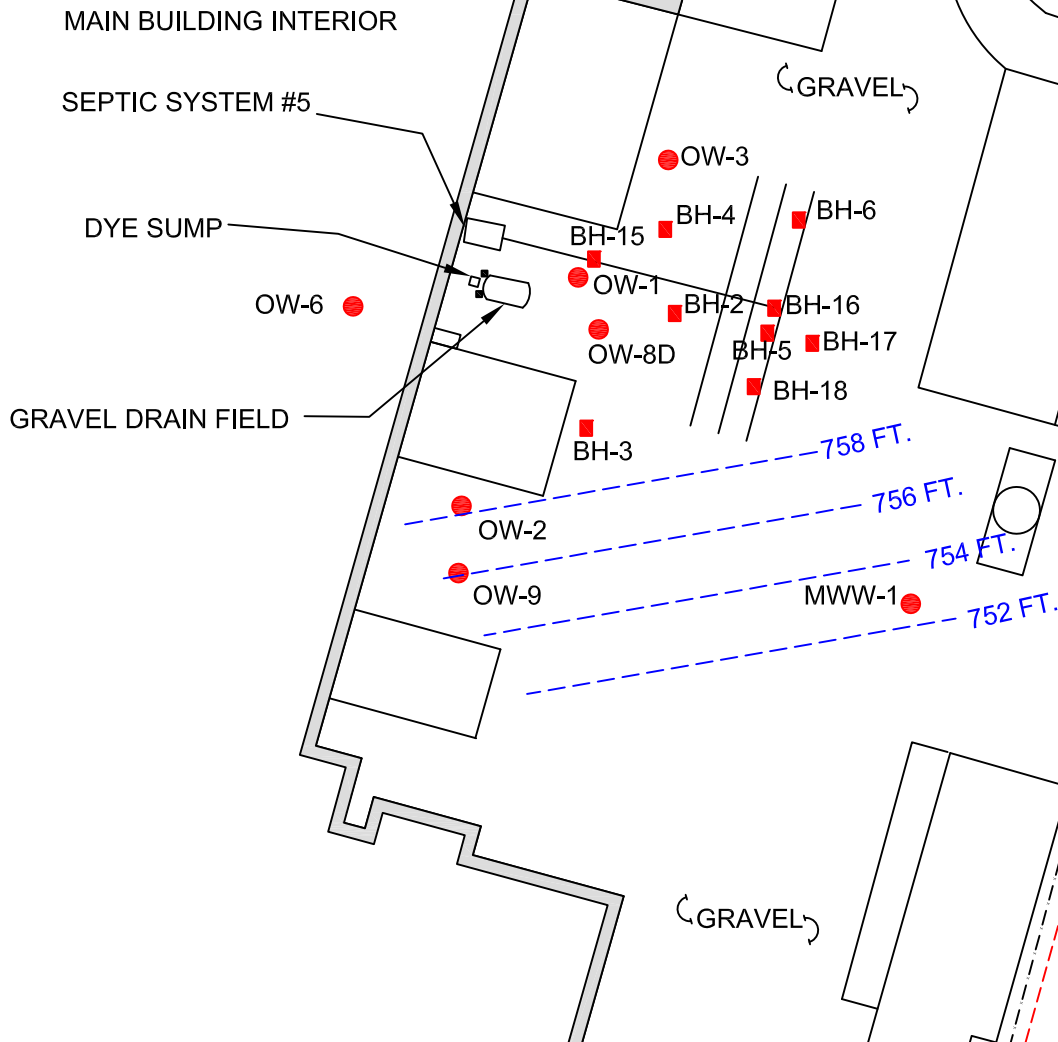 MAIN BUILDING INTERIOR
GRAVEL
SEPTIC SYSTEM #5
OW-3
BH-4
BH-6
DYE SUMP
BH-15
OW-1
OW-6
BH-2
BH-16
OW-8D
BH-5
BH-17
BH-18
GRAVEL DRAIN FIELD
BH-3
758 FT.
756 FT.
OW-2
754 FT.
OW-9
MWW-1
752 FT.
GRAVEL